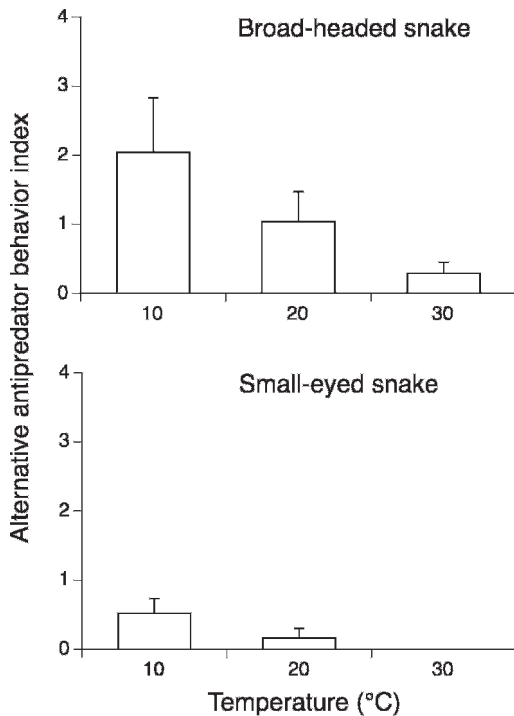 Alternative antipredator behavior index
Broad-headed snake
4
3
2
1
0
10 20 30
Small-eyed snake
4
3
2
1
0
10 20 30
Temperature (°C)